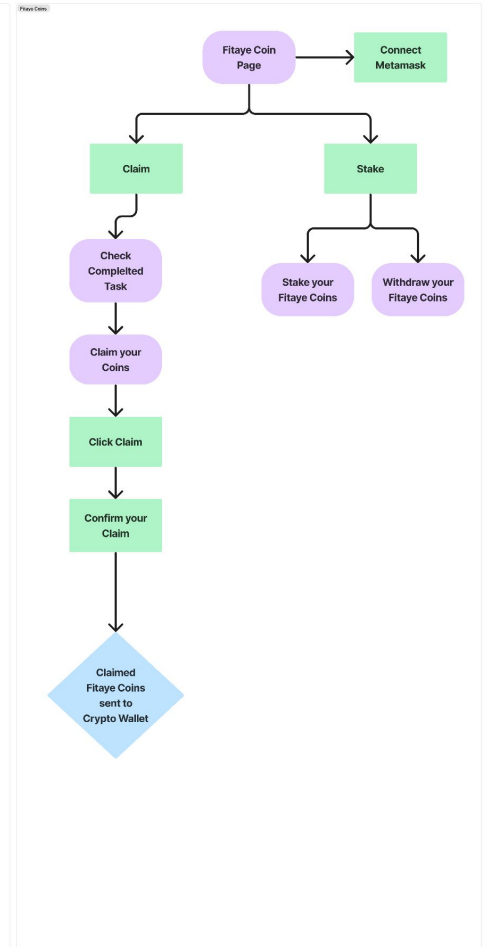 Fitaye Coins
Fitaye Coin
Page
Connect
Metamask
Claim
Stake
Check
Complelted
Task
Stake your
Fitaye Coins
Withdraw your
Fitaye Coins
Claim your
Coins
Click Claim
Confirm your
Claim
Claimed
Fitaye Coins
sent to
Crypto Wallet